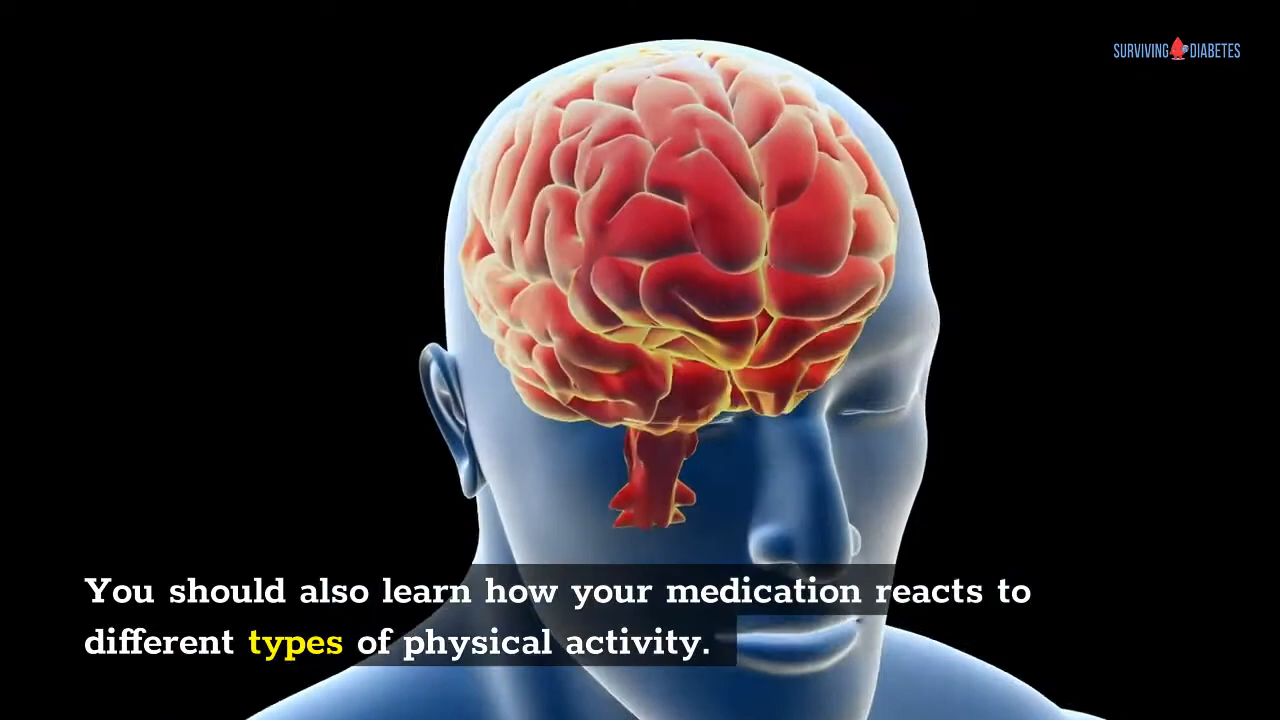 SURVIVING DIABETES
You should also learn how your medication reacts to
different types of physical activity.